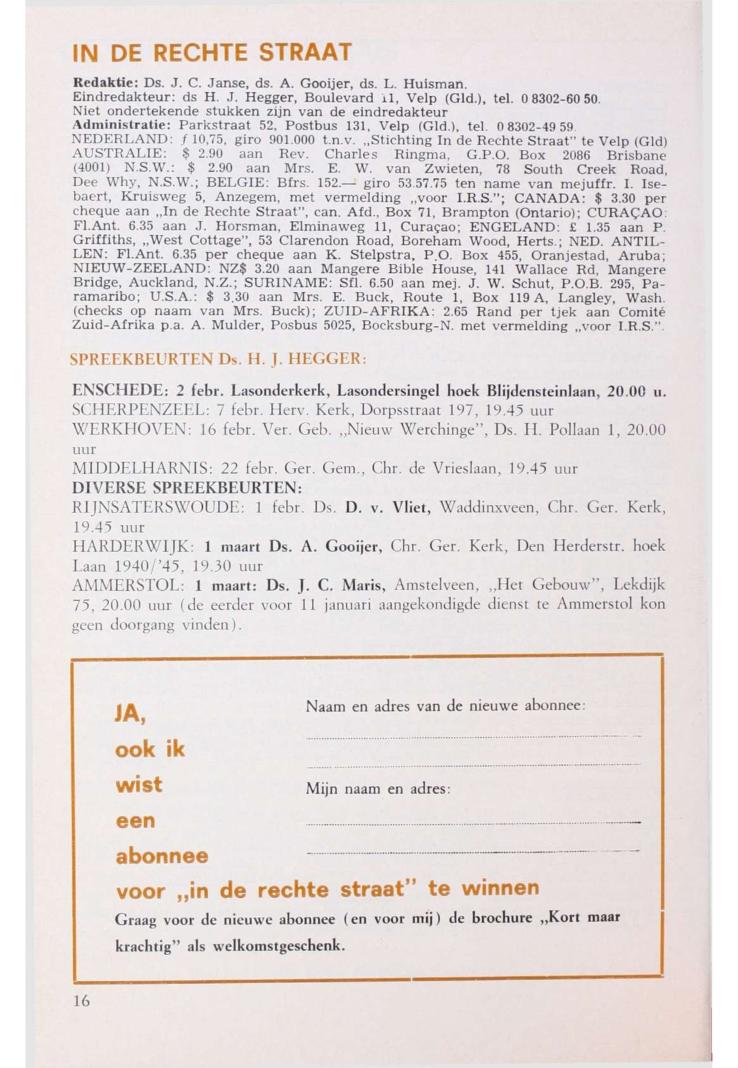 IN DE RECHTE STRAAT
Redaktie: Ds. J. C. Janse, ds. A. Gooijer, ds. L. Huisman.
Eindredakteur: ds H. J. Hegger, Boulevard 11, Velp (Gld.), tel. 0 8302-60 50.
Niet ondertekende stukken zijn van de eindredakteur
Administratie: Parkstraat 52, Postbus 131, Velp (Gld.), tel. 0 8302-49 59.
NEDERLAND: ƒ 10,75, giro 901.000 t.n.v. „Stichting In de Rechte Straat" te Velp (Gld)
AUSTRALIE: $ 2.90 aan Rev. Charles Ringma, G.P.O. Box 2086 Brisbane
(4001) N.S.W.: $ 2.90 aan Mrs. E. W. van Zwieten, 78 South Creek Road,
Dee Why, N.S.W.; BELGIE: Bfrs. 152.— giro 53.57.75 ten name van mejuffr. I. Ise-
baert, Kruisweg 5, Anzegem, met vermelding „voor I.R.S."; CANADA: $ 3.30 per
cheque aan „In de Rechte Straat", can. Afd., Box 71, Brampton (Ontario); CURAÇAO:
Fl.Ant. 6.35 aan J. Horsman, Elminaweg 11, Curaçao; ENGELAND: £ 1.35 aan P.
Griffiths, „West Cottage", 53 Clarendon Road, Boreham Wood, Herts.; NED. ANTIL-
LEN: Fl.Ant. 6.35 per cheque aan K. Stelpstra, P.O. Box 455, Oranjestad, Aruba;
NIEUW-ZEELAND: NZ$ 3.20 aan Mangere Bible House, 141 Wallace Rd, Mangere
Bridge, Auckland, N.Z.; SURINAME: Sfl. 6.50 aan mej. J. W. Schut, P.O.B. 295, Pa-
ramaribo; U.S.A.: $ 3.30 aan Mrs. E. Buck, Route 1, Box 119 A, Langley, Wash.
(checks op naam van Mrs. Buck); ZUID-AFRIKA: 2.65 Rand per tjek aan Comité
Zuid-Afrika p.a. A. Mulder, Posbus 5025, Bocksburg-N. met vermelding „voor I.R.S.".
SPREEKBEURTEN Ds. H. J. HEGGER:
ENSCHEDE: 2 febr. Lasonderkerk, Lasondersingel hoek Blijdensteinlaan, 20.00 u.
SCHERPENZEEL: 7 febr. Herv. Kerk, Dorpsstraat 197, 19.45 uur
WERKHOVEN: 16 febr. Ver. Geb. „Nieuw Werchinge", Ds. H. Pollaan 1, 20.00
uur
MIDDELHARNIS: 22 febr. Ger. Gem., Chr. de Vrieslaan, 19.45 uur
DIVERSE SPREEKBEURTEN:
RIJNSATERSWOUDE: 1 febr. Ds. D. v. Vliet, Waddinxveen, Chr. Ger. Kerk,
19.45 uur
HARDERWIJK: 1 maart Ds. A. Gooijer, Chr. Ger. Kerk, Den Herderstr. hoek
Laan 1940/'45, 19.30 uur
AMMERSTOL: 1 maart: Ds. J. C. Maris, Amstelveen, „Het Gebouw", Lekdijk
75, 20.00 uur (de eerder voor 11 januari aangekondigde dienst te Ammerstol kon
geen doorgang vinden).
JA,
ook ik
wist
een
abonnee
voor „in de rechte straat" te winnen
Naam en adres van de nieuwe abonnee:
Mijn naam en adres:
Graag voor de nieuwe abonnee (en voor mij) de brochure „Kort maar
krachtig" als welkomstgeschenk.
16